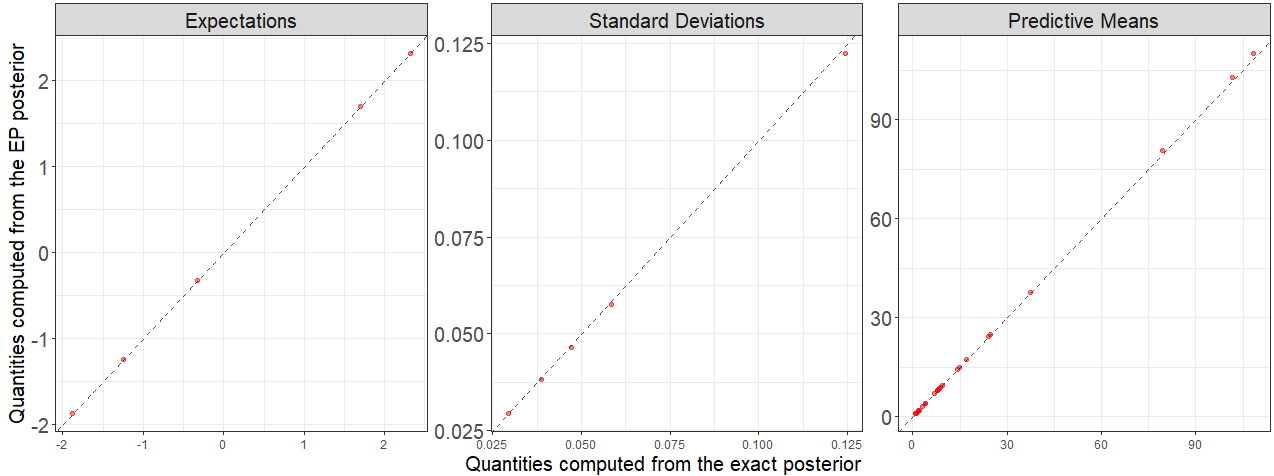 Expectations
Standard Deviations
Predictive Means
Quantities computed from the EP posterior
2
1
0
-1
-2
-2 -1 0 1 2
0.125
0.100
0.075
0.050
0.025
0.025 0.050 0.075 0.100 0.125
90
60
30
0
0 30 60 90
Quantities computed from the exact posterior